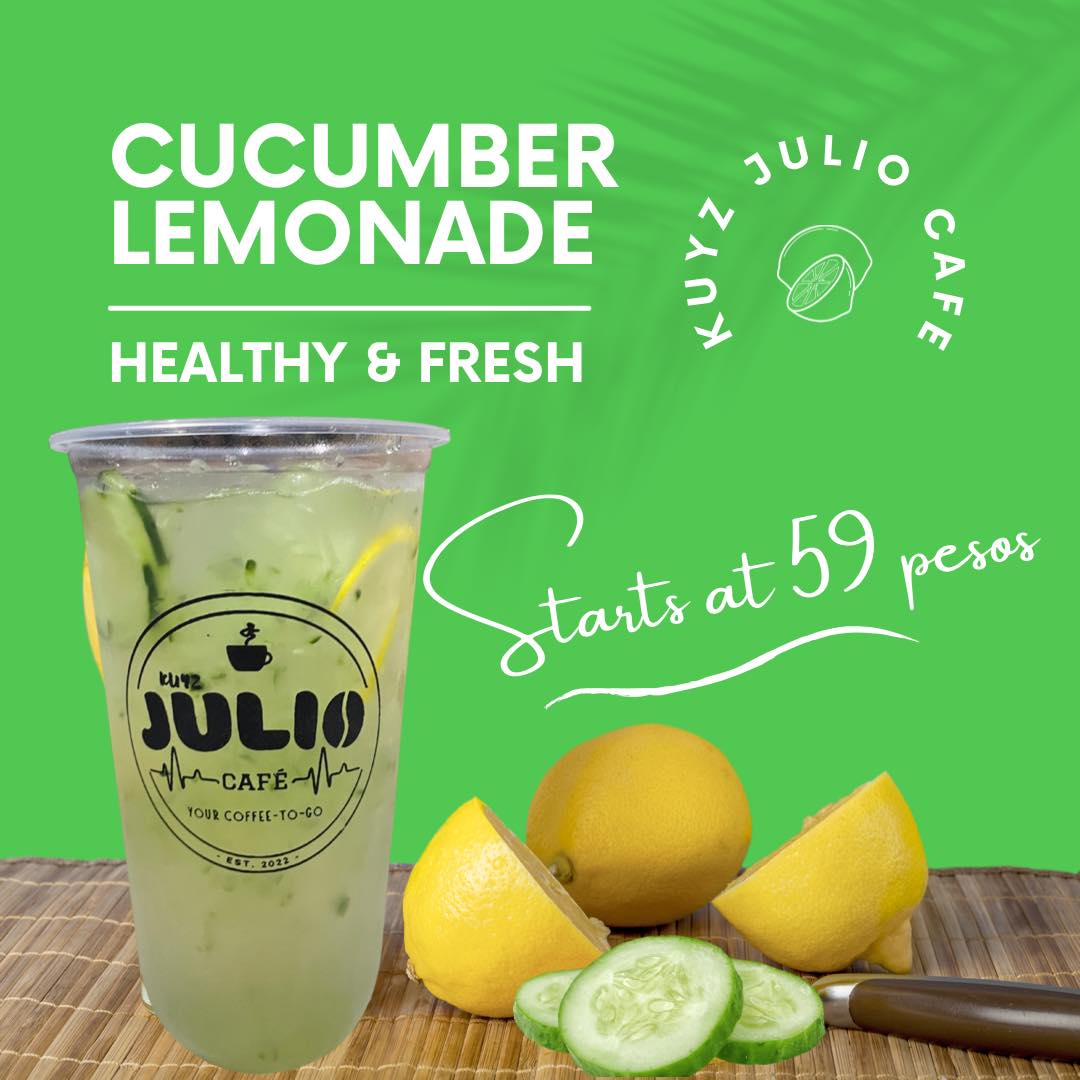 CUCUMBER
LEMONADE
HEALTHY & FRESH
KUYZ JULIO CAFE
Starts at 59 pesos
KUYZ
JULIO
CAFÉ
YOUR COFFEE-TO-GO
- EST. 2022 -